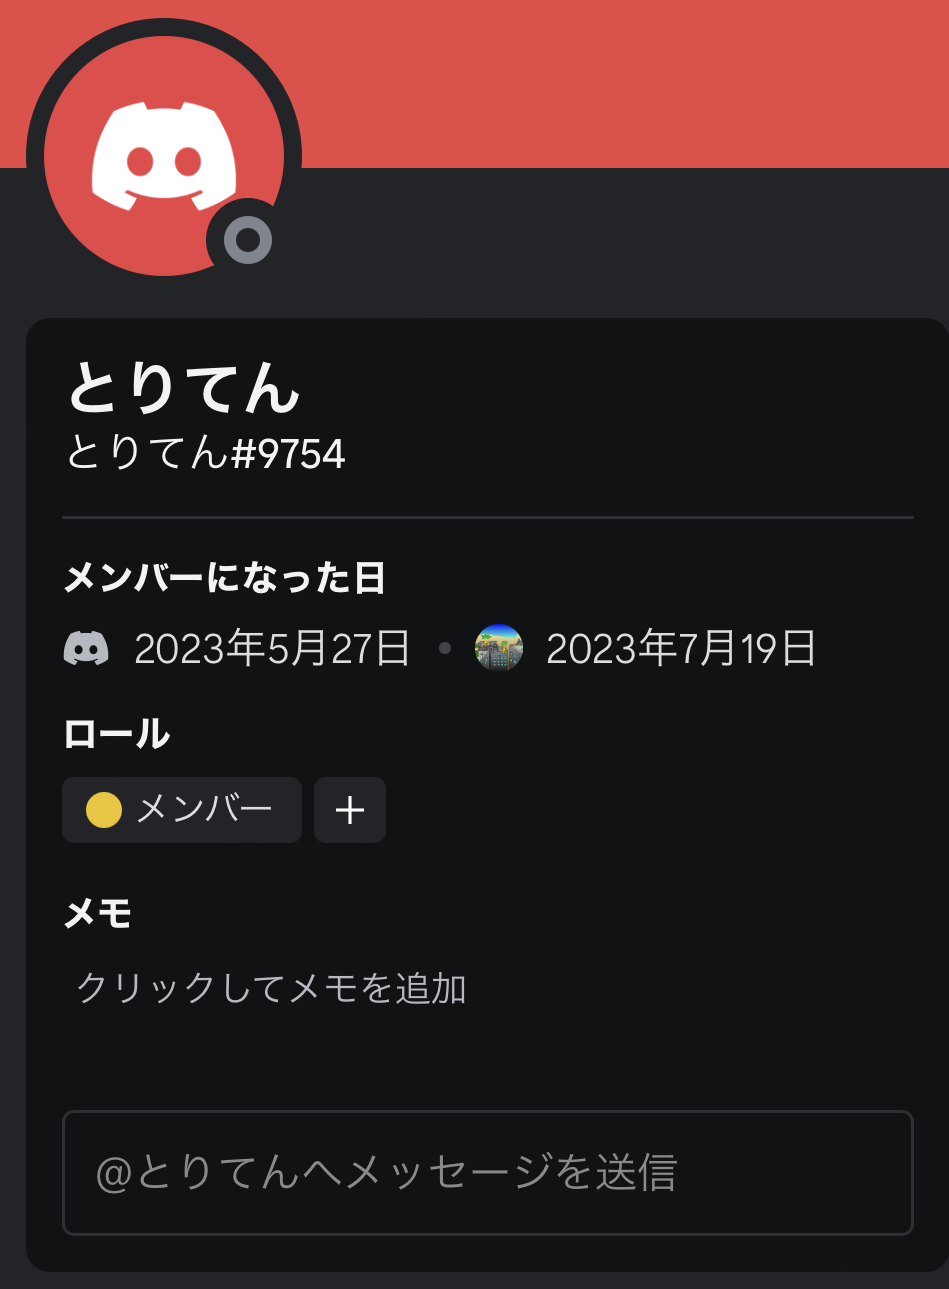 とりてん
とりてん#9754
メンバーになった日
2023年5月27日 • 2023年7月19日
ロール
メンバー +
メモ
クリックしてメモを追加
@とりてんへメッセージを送信